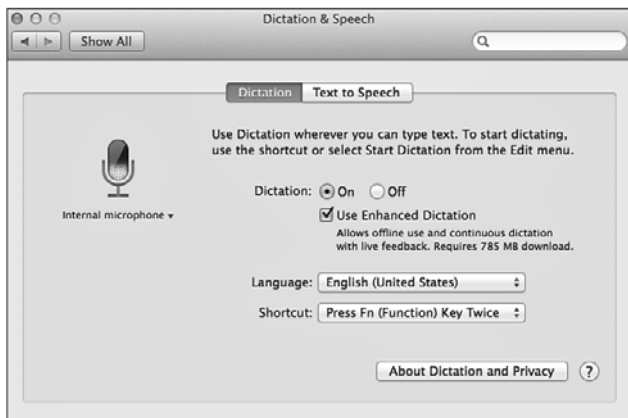 Dictation & Speech
Show All
Dictation
Text to Speech
Use Dictation wherever you can type text. To start dictating,
use the shortcut or select Start Dictation from the Edit menu.
Internal microphone
Dictation: On Off
Use Enhanced Dictation
Allows offline use and continuous dictation
with live feedback. Requires 785 MB download.
Language: English (United States)
Shortcut: Press Fn (Function) Key Twice
About Dictation and Privacy ?